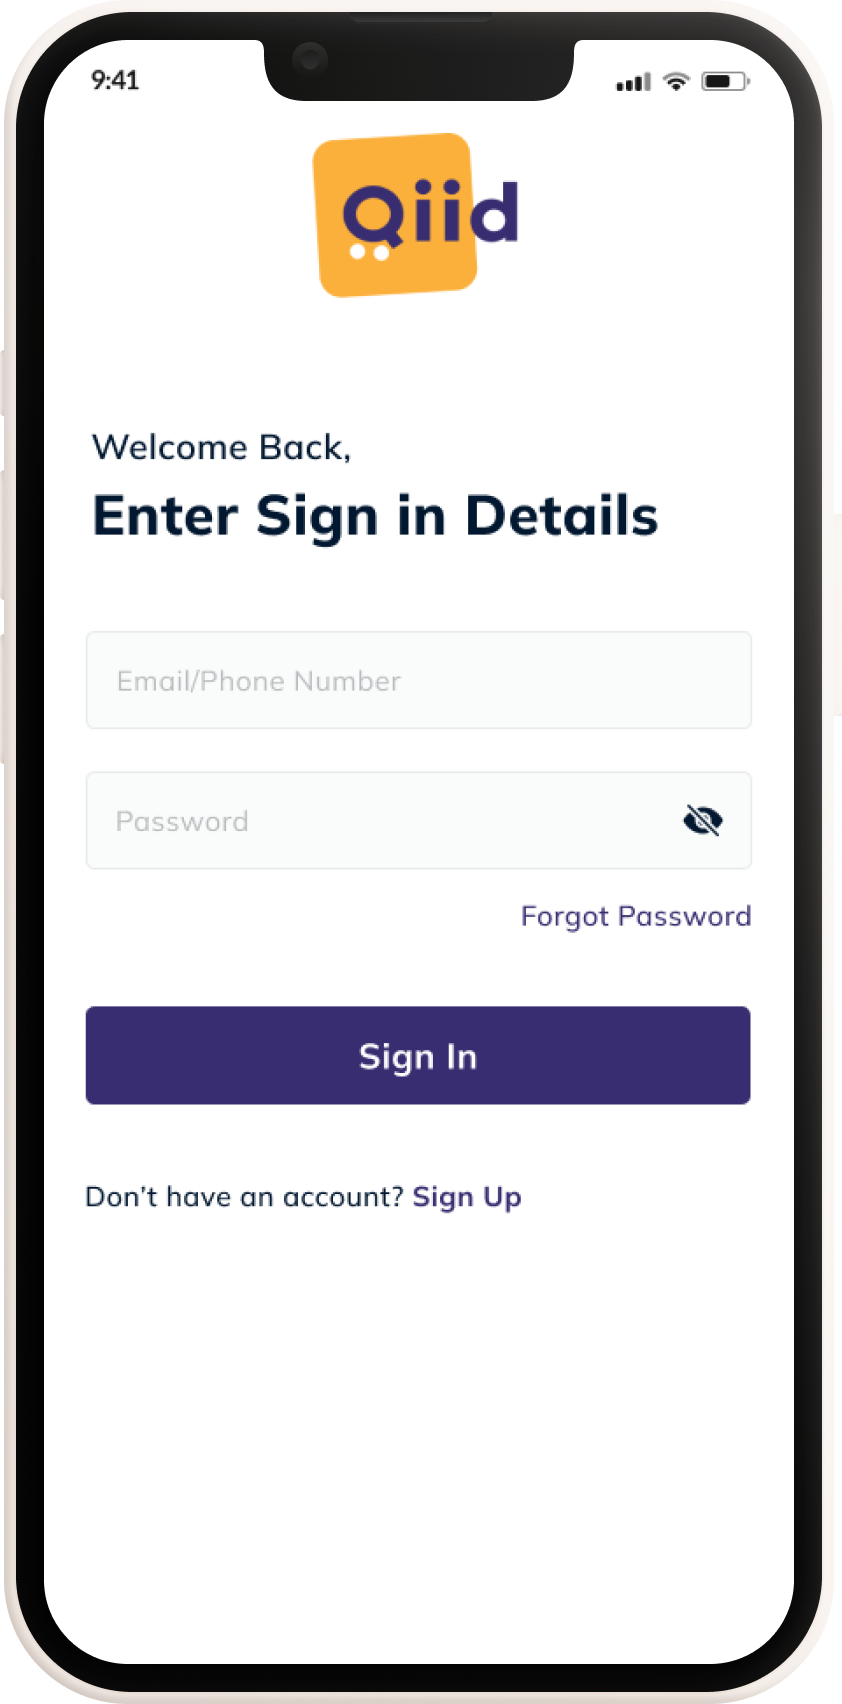 9:41
Qiid
Welcome Back,
Enter Sign in Details
Email/Phone Number
Password
Forgot Password
Sign In
Don't have an account? Sign Up